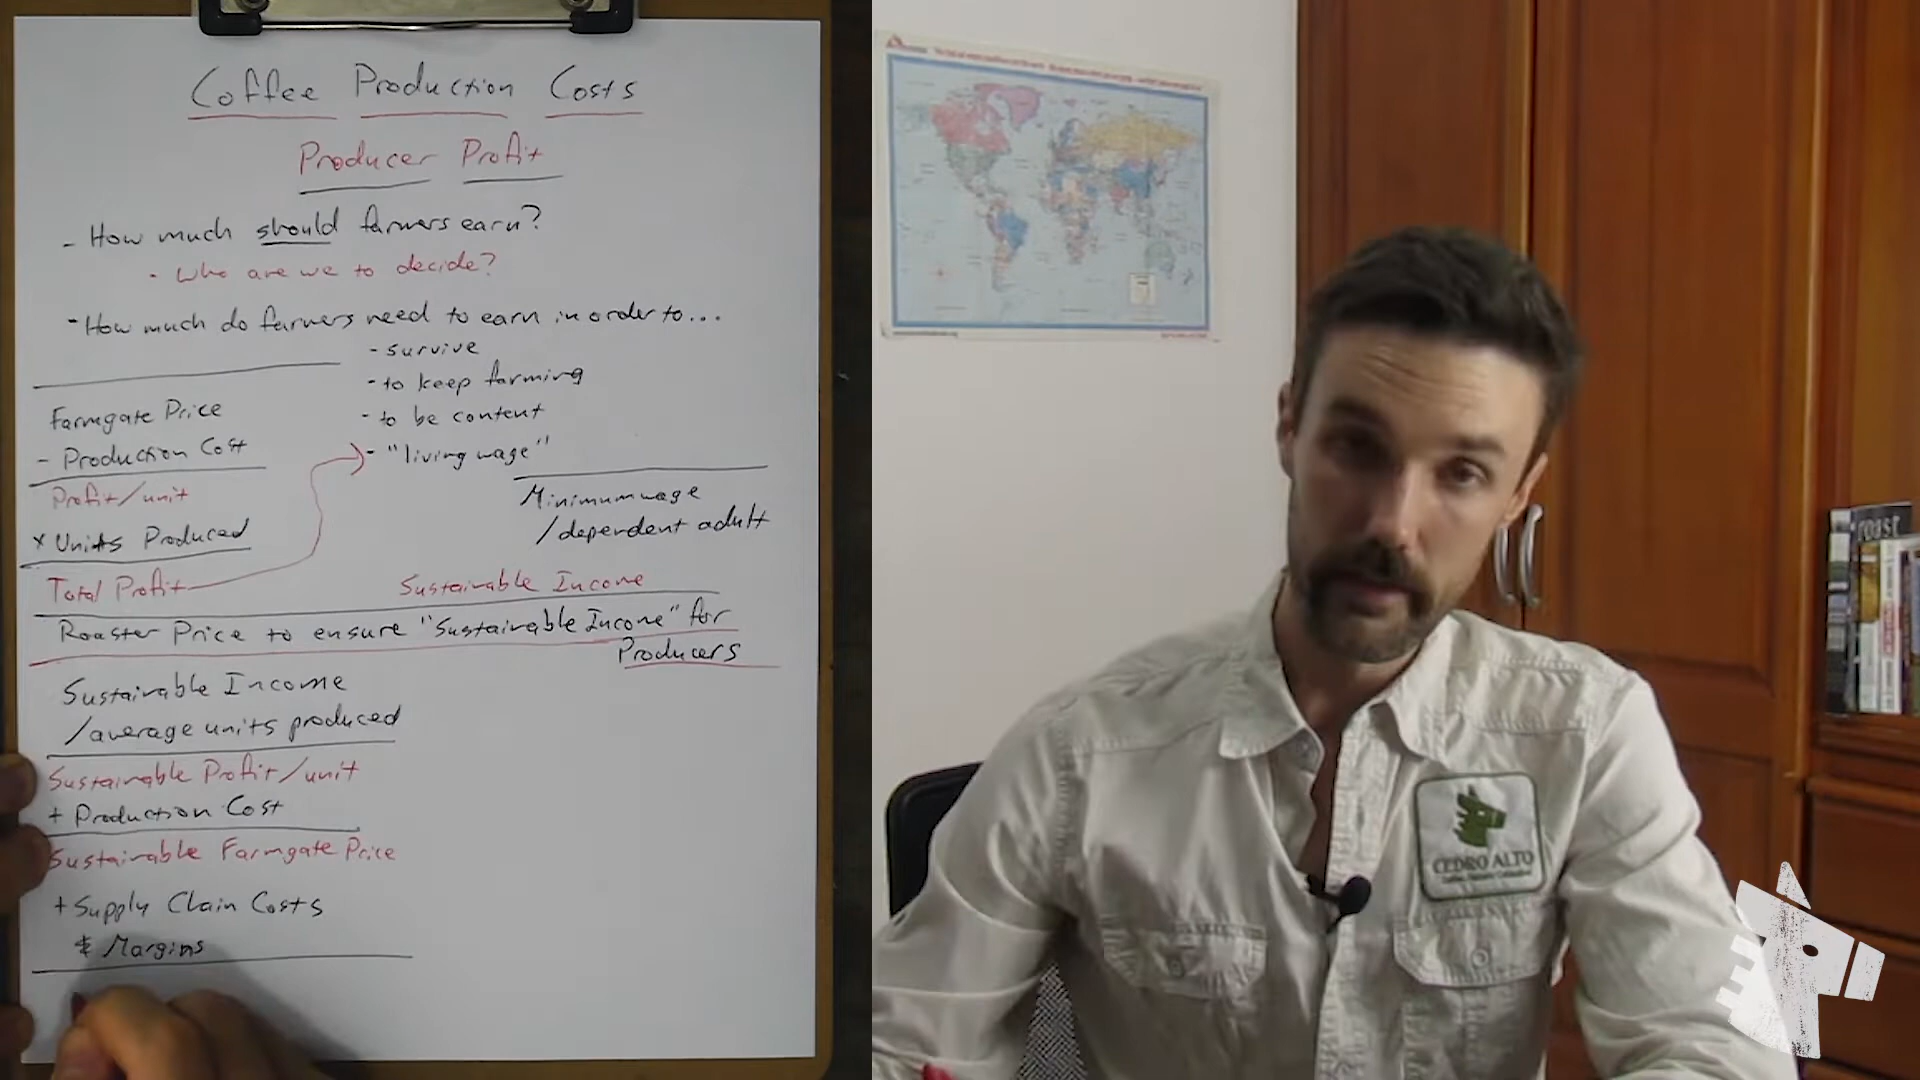 Coffee Production Costs
Producer Profit
- How much should farmers earn?
- Who are we to decide?
- How much do farmers need to earn in order to...
- survive
- to keep farming
- to be content
- "living wage"
Farmgate Price
- Production Cost
Profit/unit
x Units Produced
Total Profit
Minimum wage
/dependent adult
Sustainable Income
Roaster Price to ensure "Sustainable Income" for
Producers
Sustainable Income
/average units produced
Sustainable Profit/unit
+ Production Cost
Sustainable Farmgate Price
+ Supply Chain Costs
& Margins
CEDRO ALTO
roast